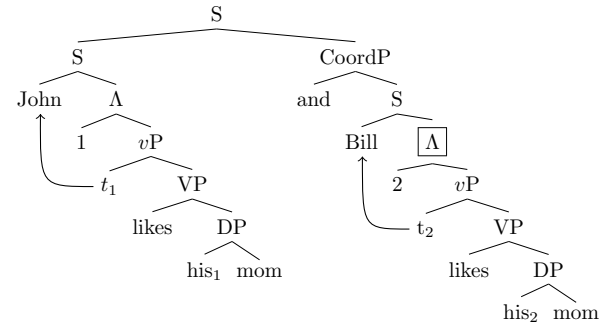 S
S CoordP
John Λ and S
1 vP Bill Λ
t₁ VP 2 vP
likes DP t₂ VP
his₁ mom likes DP
his₂ mom